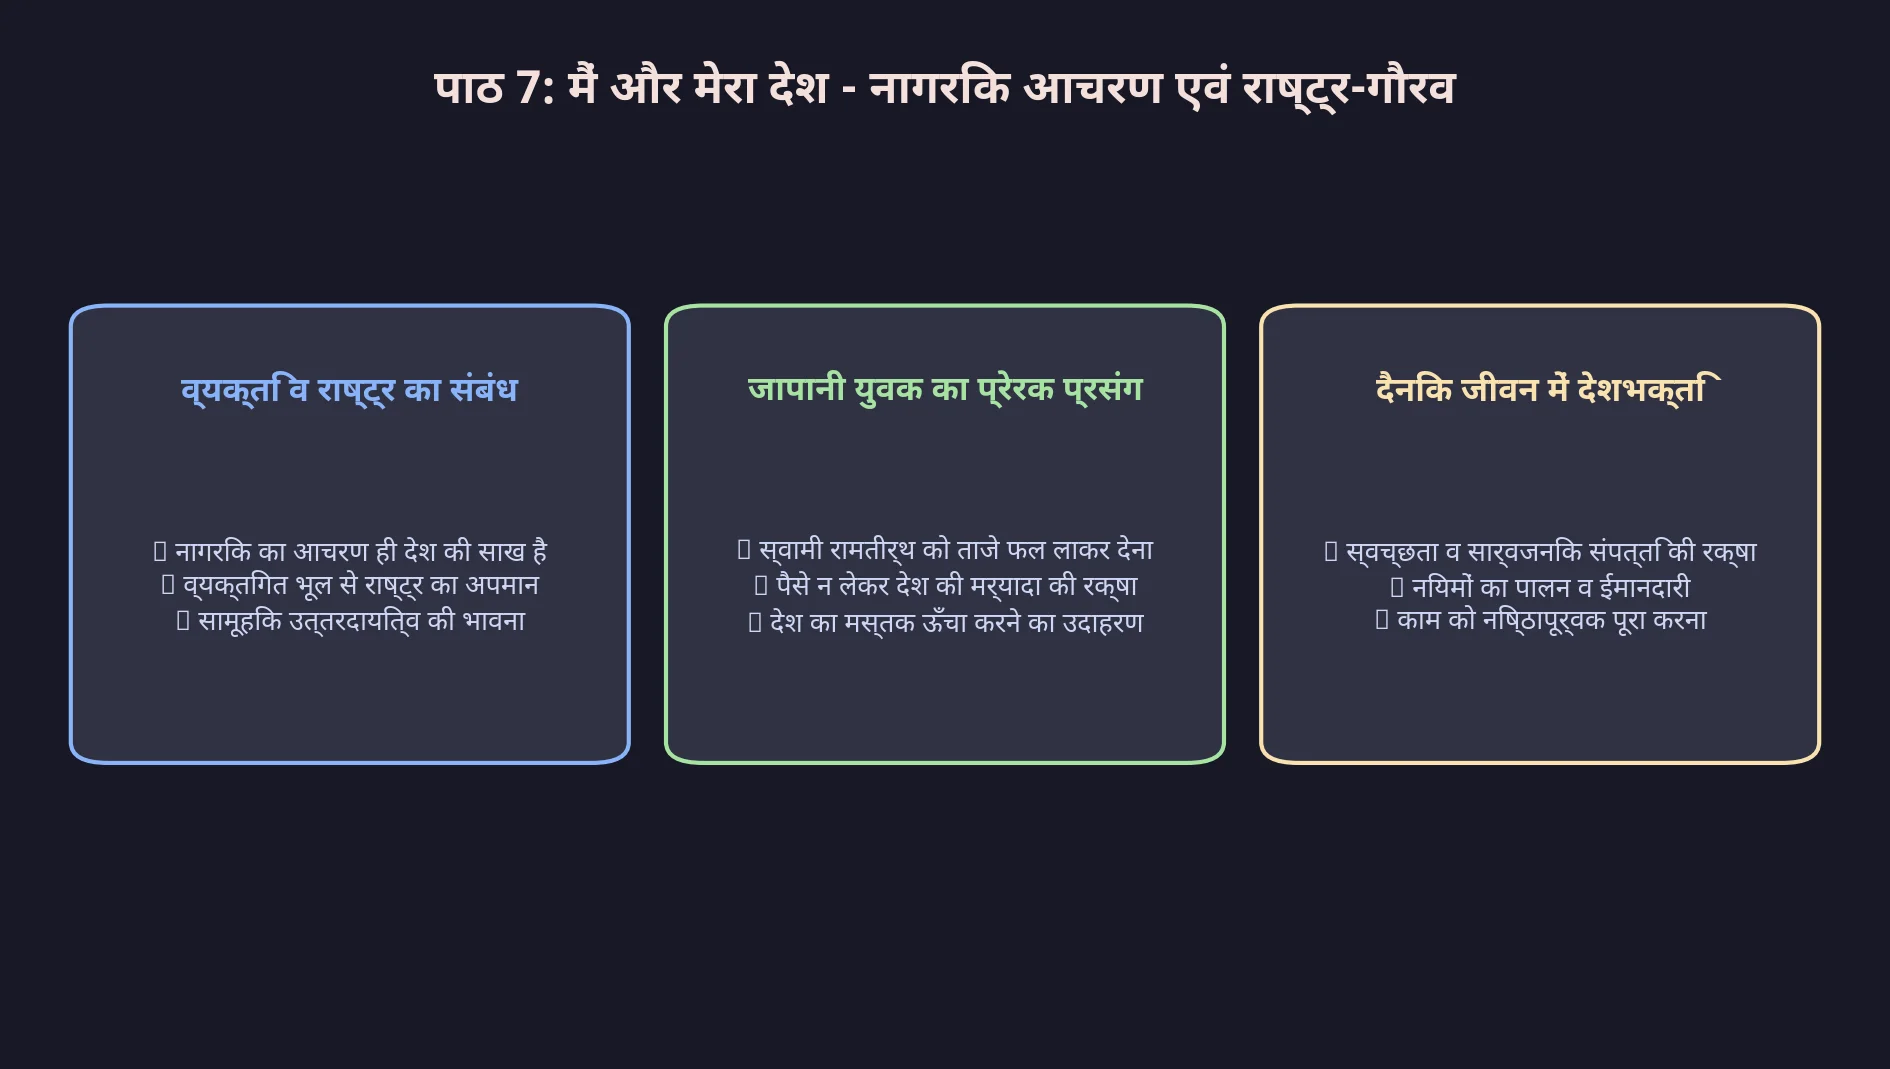 पाठ 7: मैं और मेरा देश - नागरिक आचरण एवं राष्ट्र-गौरव
व्यक्ति व राष्ट्र का संबंध
▯ नागरिक का आचरण ही देश की साख है
▯ व्यक्तिगत भूल से राष्ट्र का अपमान
▯ सामूहिक उत्तरदायित्व की भावना
जापानी युवक का प्रेरक प्रसंग
▯ स्वामी रामतीर्थ को ताजे फल लाकर देना
▯ पैसे न लेकर देश की मर्यादा की रक्षा
▯ देश का मस्तक ऊँचा करने का उदाहरण
दैनिक जीवन में देशभक्ति
▯ स्वच्छता व सार्वजनिक संपत्ति की रक्षा
▯ नियमों का पालन व ईमानदारी
▯ काम को निष्ठापूर्वक पूरा करना